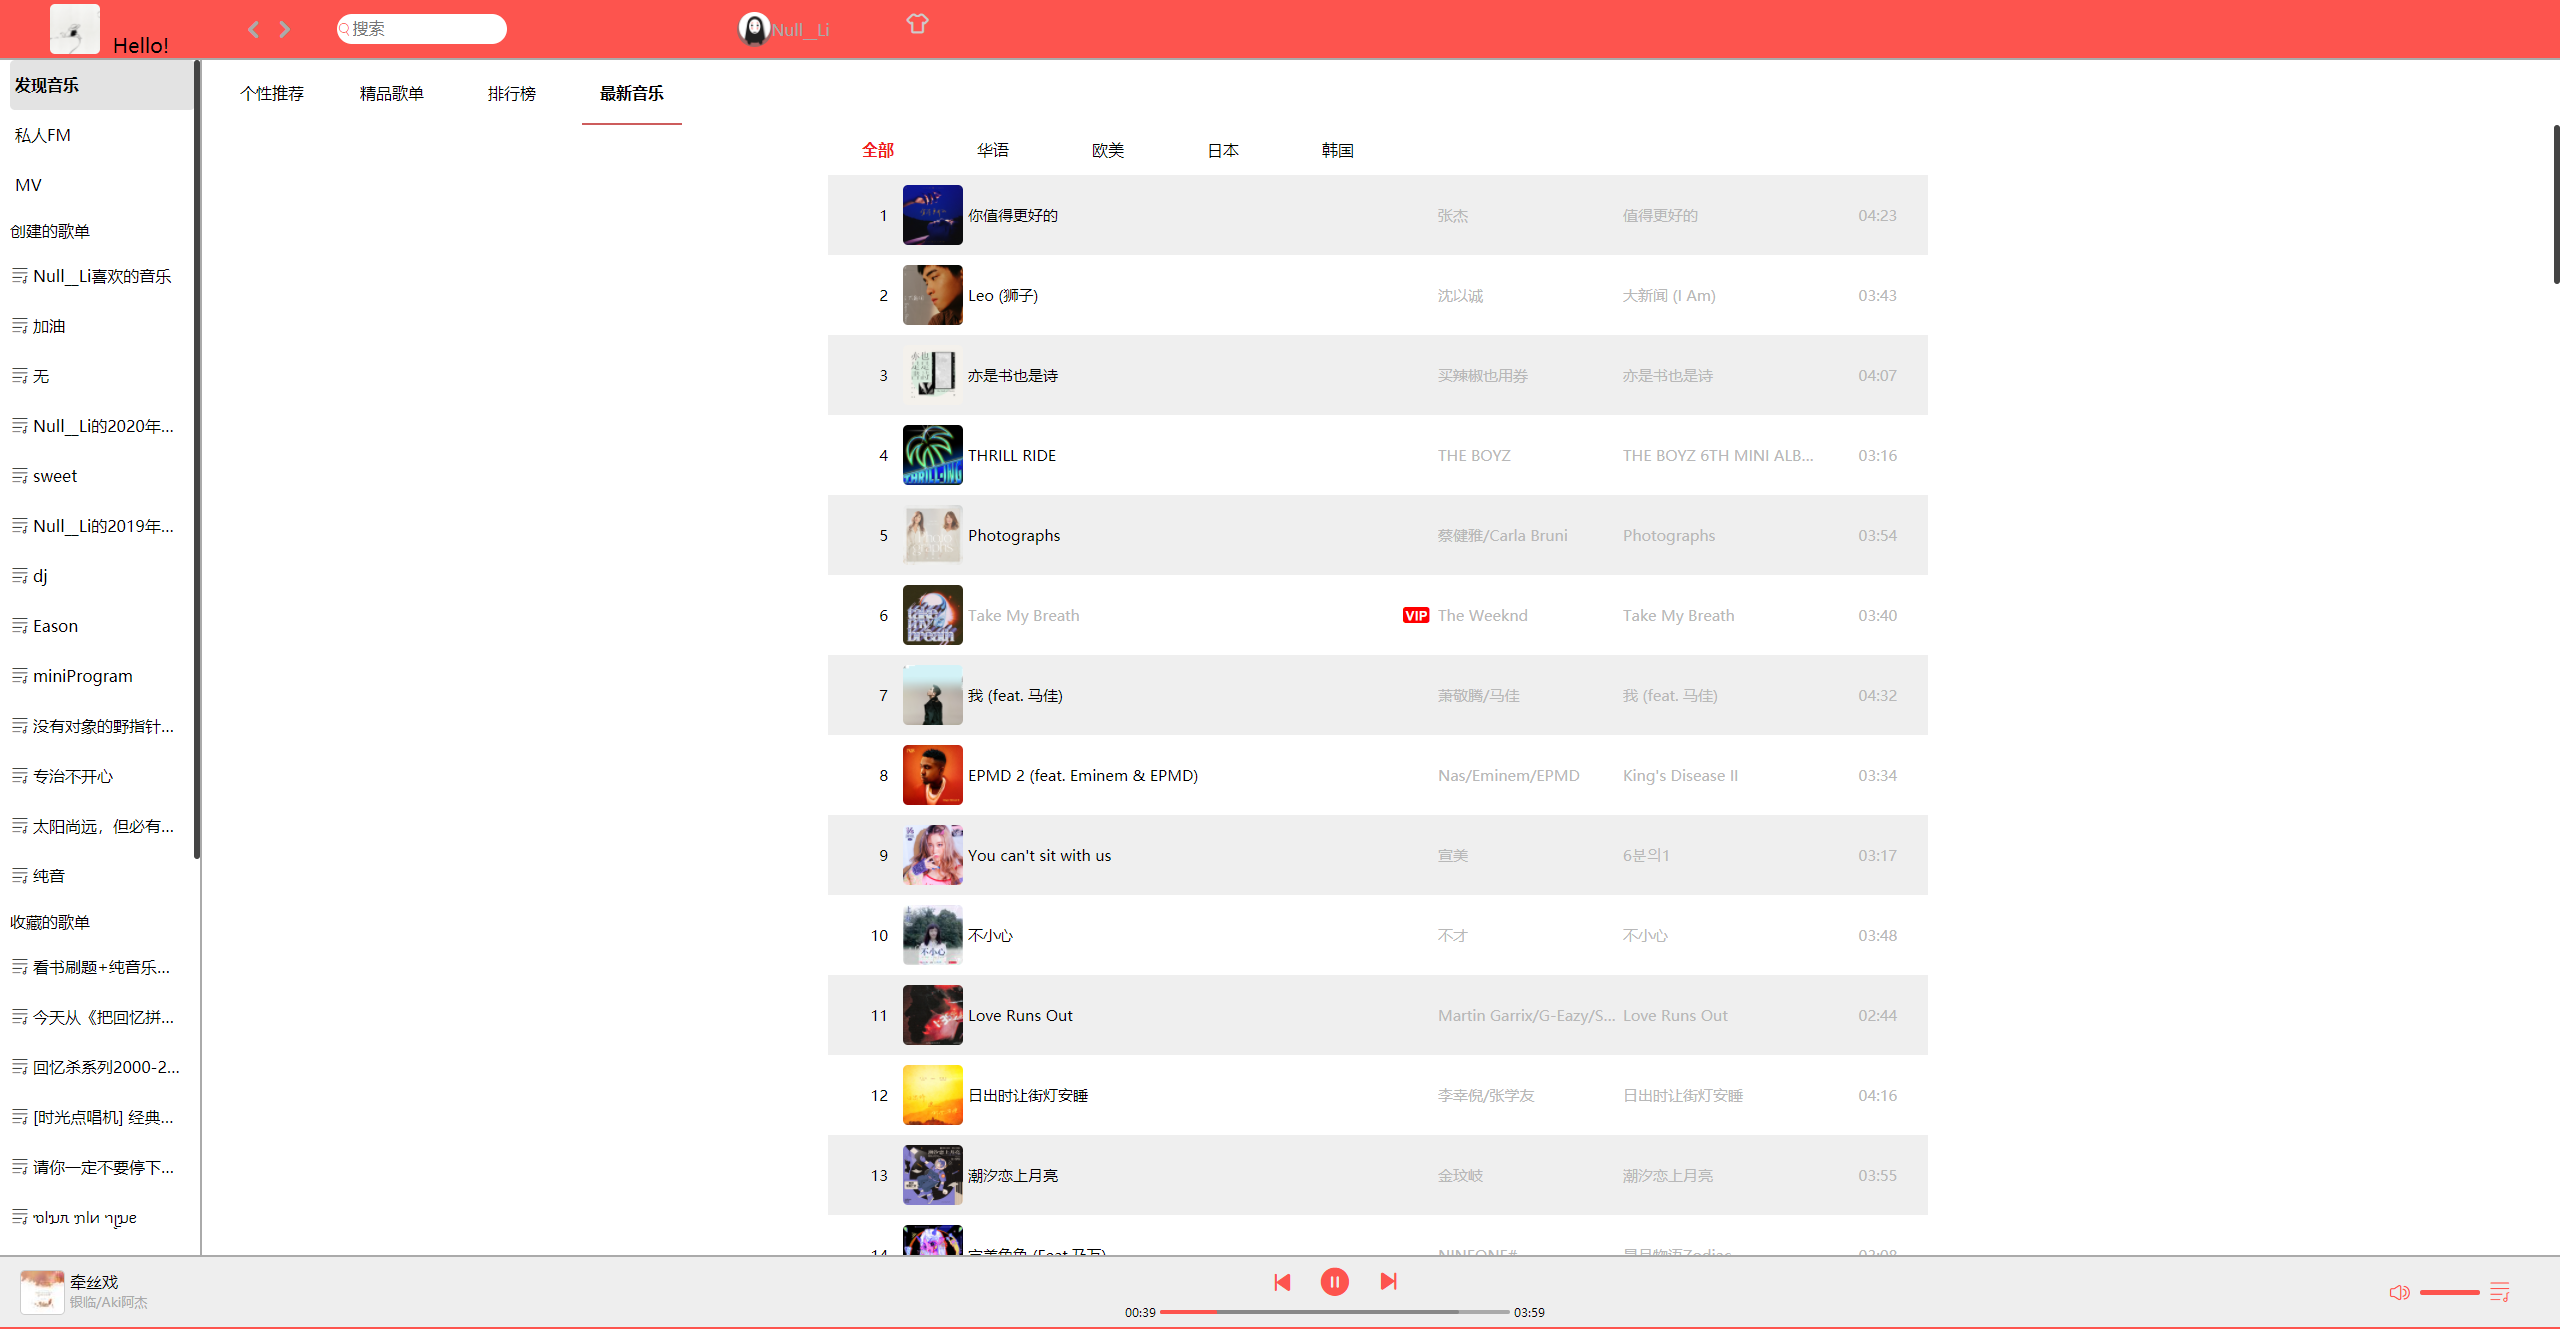 Hello!
搜索
Null__Li
发现音乐
私人FM
MV
创建的歌单
Null__Li喜欢的音乐
加油
无
Null__Li的2020年...
sweet
Null__Li的2019年...
dj
Eason
miniProgram
没有对象的野指针...
专治不开心
太阳尚远，但必有...
纯音
收藏的歌单
看书刷题+纯音乐...
今天从《把回忆拼...
回忆杀系列2000-2...
[时光点唱机] 经典...
请你一定不要停下...
个性推荐 精品歌单 排行榜 最新音乐
全部 华语 欧美 日本 韩国
1 你值得更好的 张杰 值得更好的 04:23
2 Leo (狮子) 沈以诚 大新闻 (I Am) 03:43
3 亦是书也是诗 买辣椒也用券 亦是书也是诗 04:07
4 THRILL RIDE THE BOYZ THE BOYZ 6TH MINI ALB... 03:16
5 Photographs 蔡健雅/Carla Bruni Photographs 03:54
6 Take My Breath VIP The Weeknd Take My Breath 03:40
7 我 (feat. 马佳) 萧敬腾/马佳 我 (feat. 马佳) 04:32
8 EPMD 2 (feat. Eminem & EPMD) Nas/Eminem/EPMD King's Disease II 03:34
9 You can't sit with us 宣美 6분의1 03:17
10 不小心 不才 不小心 03:48
11 Love Runs Out Martin Garrix/G-Eazy/S... Love Runs Out 02:44
12 日出时让街灯安睡 李幸倪/张学友 日出时让街灯安睡 04:16
13 潮汐恋上月亮 金玟岐 潮汐恋上月亮 03:55
牵丝戏
银临/Aki阿杰
00:39 03:59